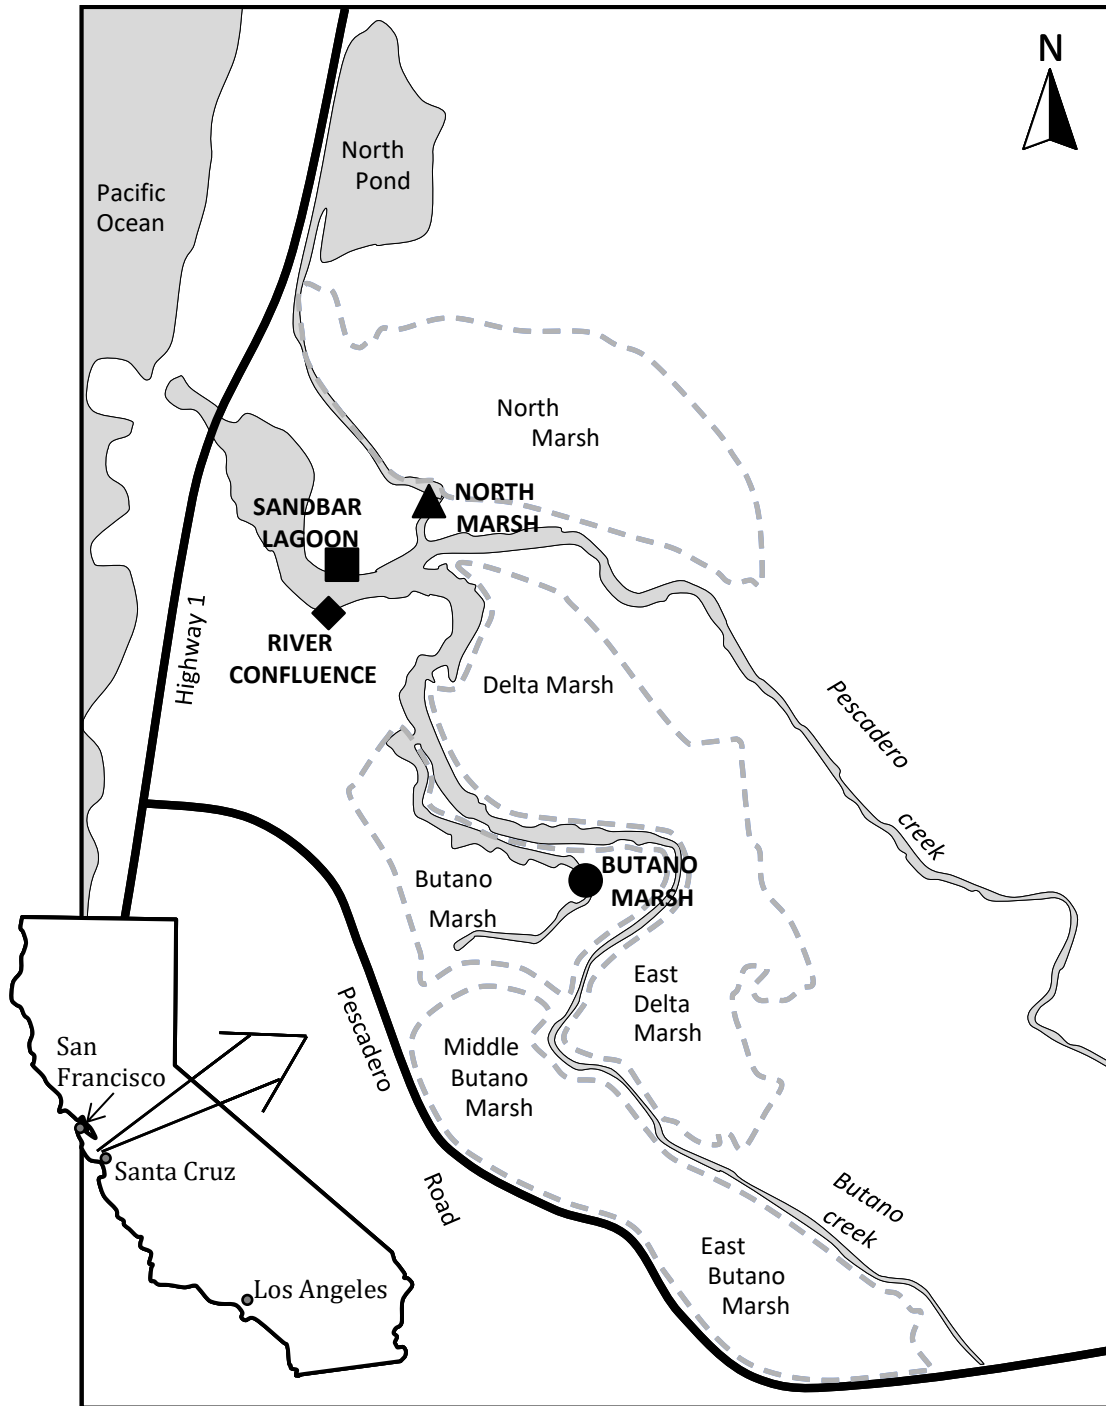 N
North
Pond
Pacific
Ocean
North
Marsh
NORTH
MARSH
SANDBAR
LAGOON
RIVER
CONFLUENCE
Highway 1
Delta Marsh
Pescadero
creek
Butano
Marsh
BUTANO
MARSH
East
Delta
Marsh
Pescadero
Road
Middle
Butano
Marsh
Butano
creek
East
Butano
Marsh
San
Francisco
Santa Cruz
Los Angeles